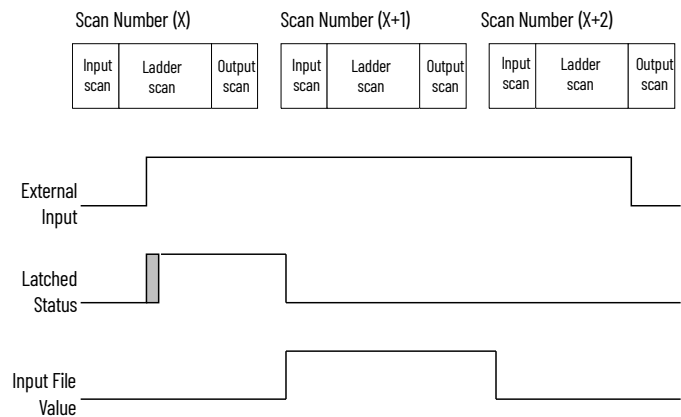 Scan Number (X)
Scan Number (X+1)
Scan Number (X+2)
Input
scan
Ladder
scan
Output
scan
Input
scan
Ladder
scan
Output
scan
Input
scan
Ladder
scan
Output
scan
External
Input
Latched
Status
Input File
Value